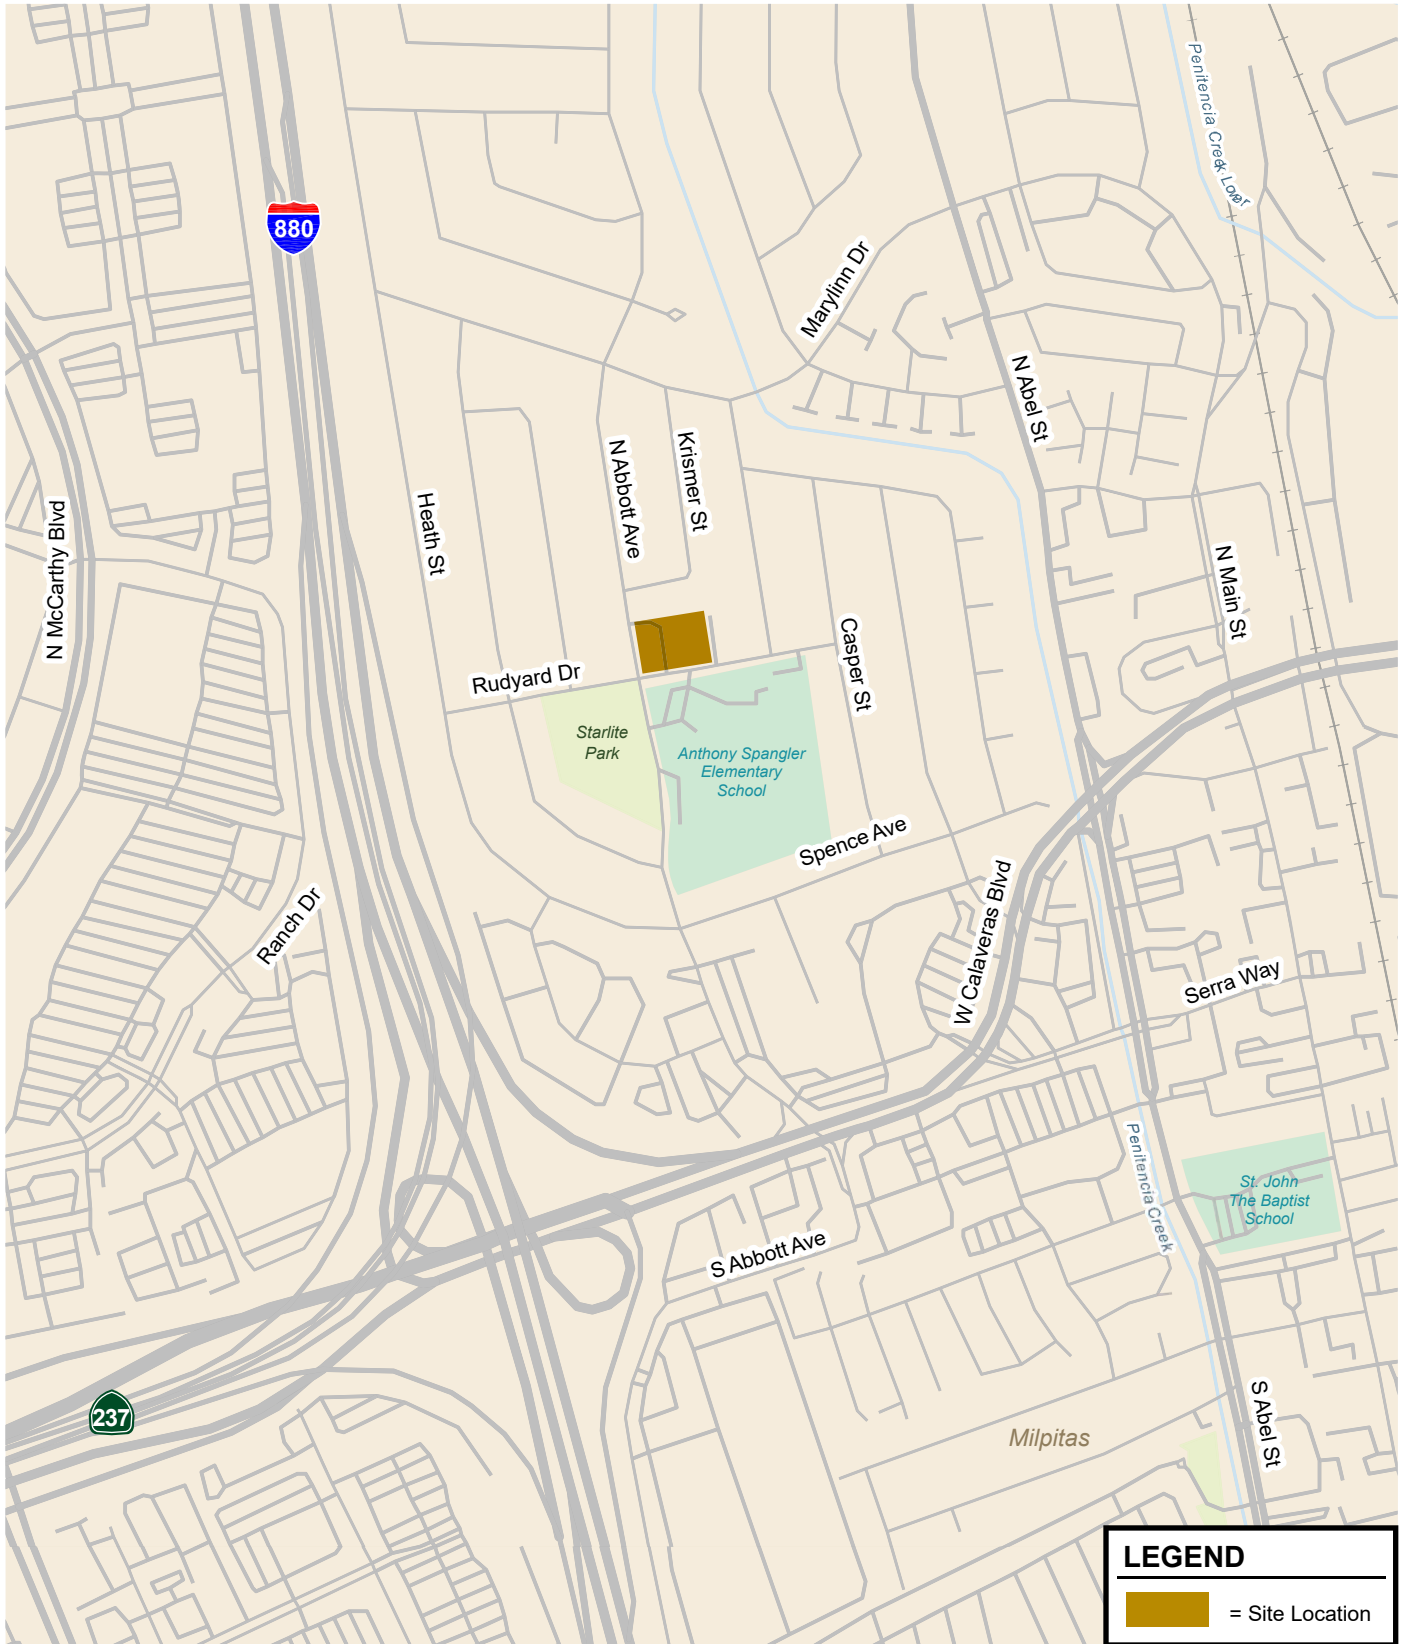 Penitencia Creek Lower
880
Marylinn Dr
N Abel St
N Abbott Ave
Krismer St
Heath St
N McCarthy Blvd
N Main St
Casper St
Rudyard Dr
Starlite
Park
Anthony Spangler
Elementary
School
Spence Ave
W Calaveras Blvd
Ranch Dr
Serra Way
Penitencia Creek
St. John
The Baptist
School
S Abbott Ave
237
S Abel St
Milpitas
LEGEND
= Site Location